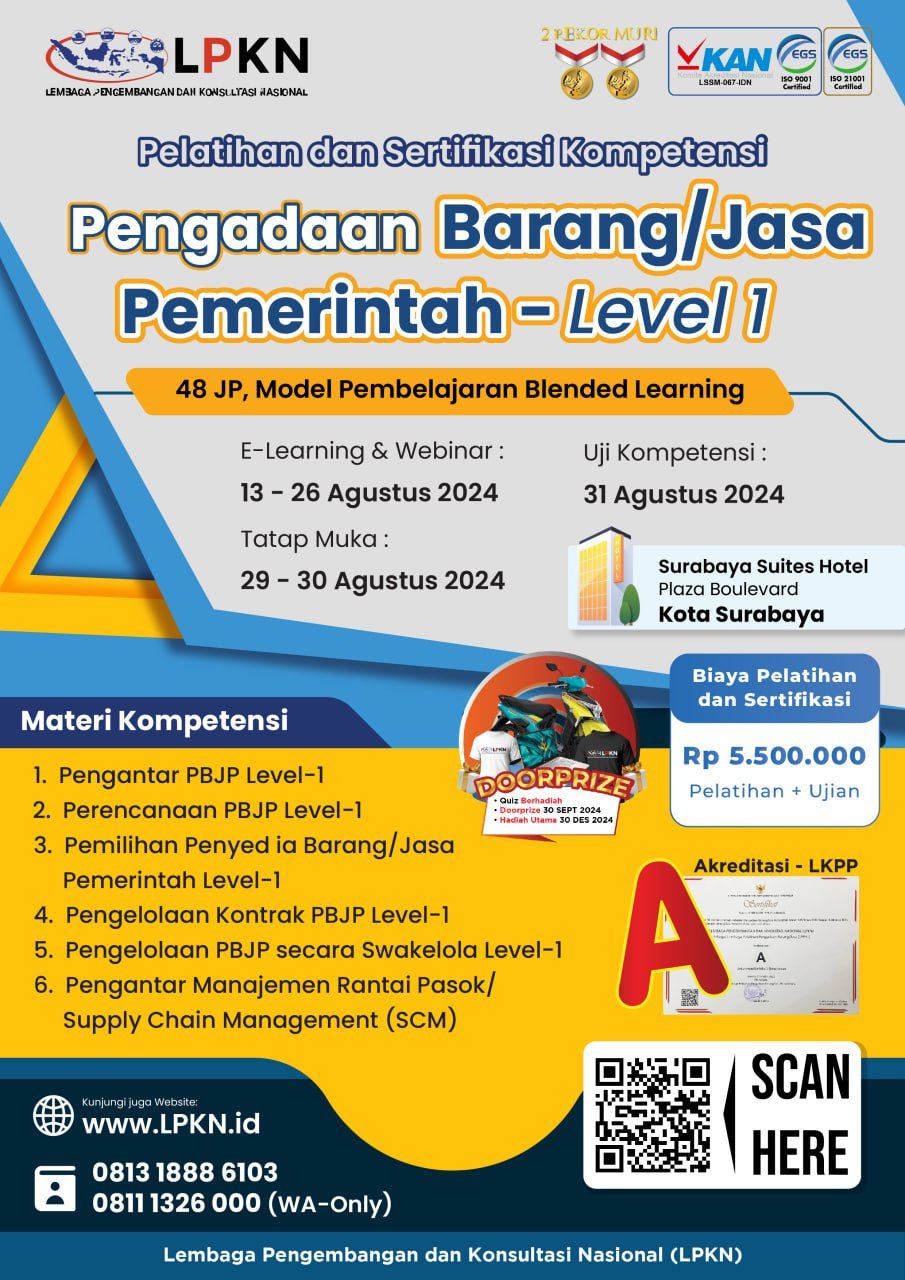 LPKN
LEMBAGA PENGEMBANGAN DAN KONSULTASI NASIONAL
2 REKOR MURI
KAN
Komite Akreditasi Nasional
LSSM-067-IDN
EGS
ISO 9001
Certified
EGS
ISO 21001
Certified
Pelatihan dan Sertifikasi Kompetensi
Pengadaan Barang/Jasa
Pemerintah - Level 1
48 JP, Model Pembelajaran Blended Learning
E-Learning & Webinar :
13 - 26 Agustus 2024
Tatap Muka :
29 - 30 Agustus 2024
Uji Kompetensi :
31 Agustus 2024
HOTEL
Surabaya Suites Hotel
Plaza Boulevard
Kota Surabaya
Biaya Pelatihan
dan Sertifikasi
Rp 5.500.000
Pelatihan + Ujian
Materi Kompetensi
1. Pengantar PBJP Level-1
2. Perencanaan PBJP Level-1
3. Pemilihan Penyed ia Barang/Jasa
Pemerintah Level-1
4. Pengelolaan Kontrak PBJP Level-1
5. Pengelolaan PBJP secara Swakelola Level-1
6. Pengantar Manajemen Rantai Pasok/
Supply Chain Management (SCM)
DOORPRIZE
• Quiz Berhadiah
• Doorprize 30 SEPT 2024
• Hadiah Utama 30 DES 2024
Akreditasi - LKPP
A
Sertifikat
A
SCAN
HERE
Kunjungi juga Website:
www.LPKN.id
0813 1888 6103
0811 1326 000 (WA-Only)
Lembaga Pengembangan dan Konsultasi Nasional (LPKN)